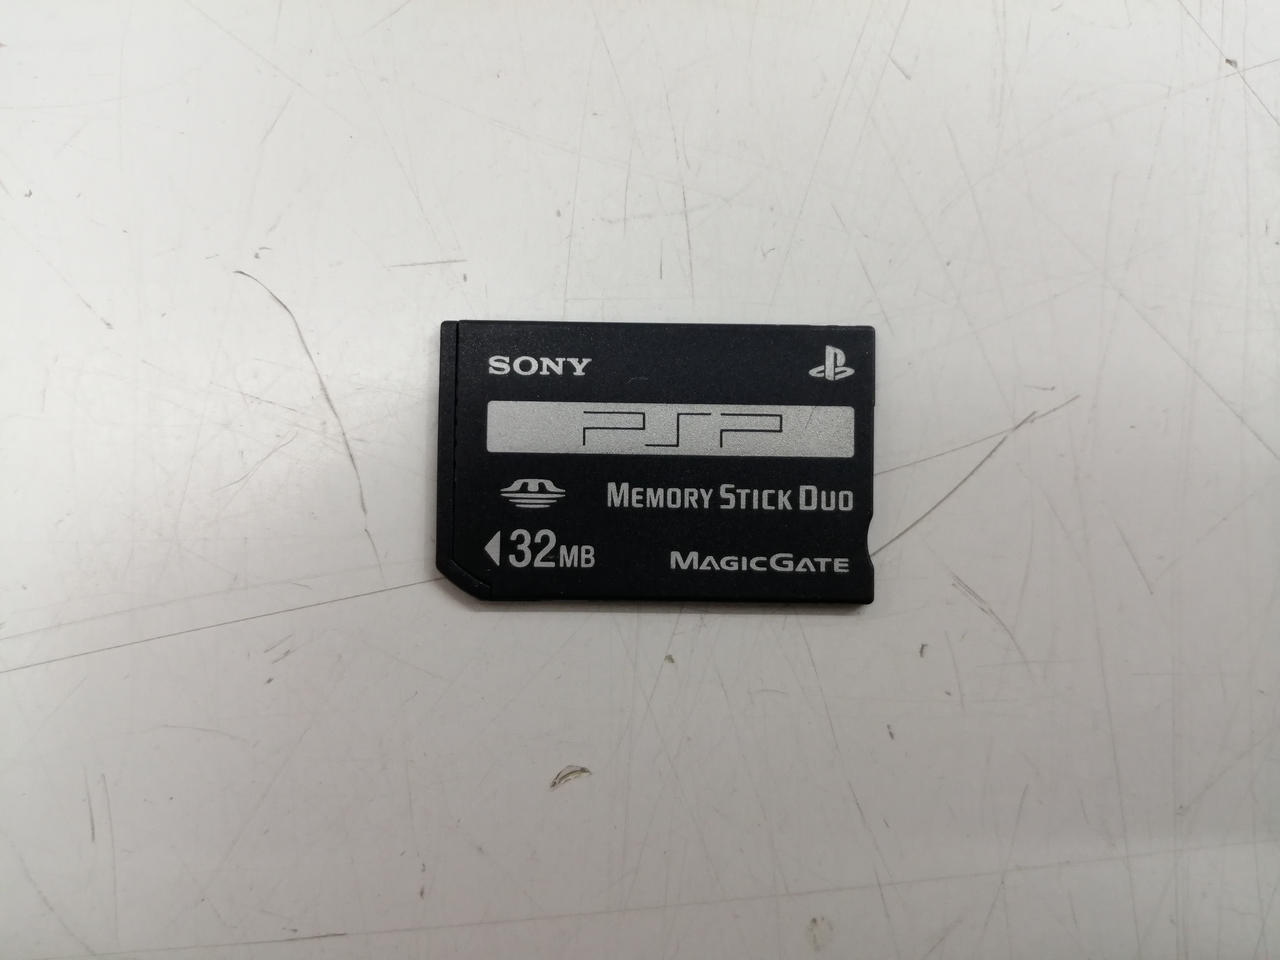 SONY
PSP
MEMORY STICK DUO
32MB
MAGICGATE